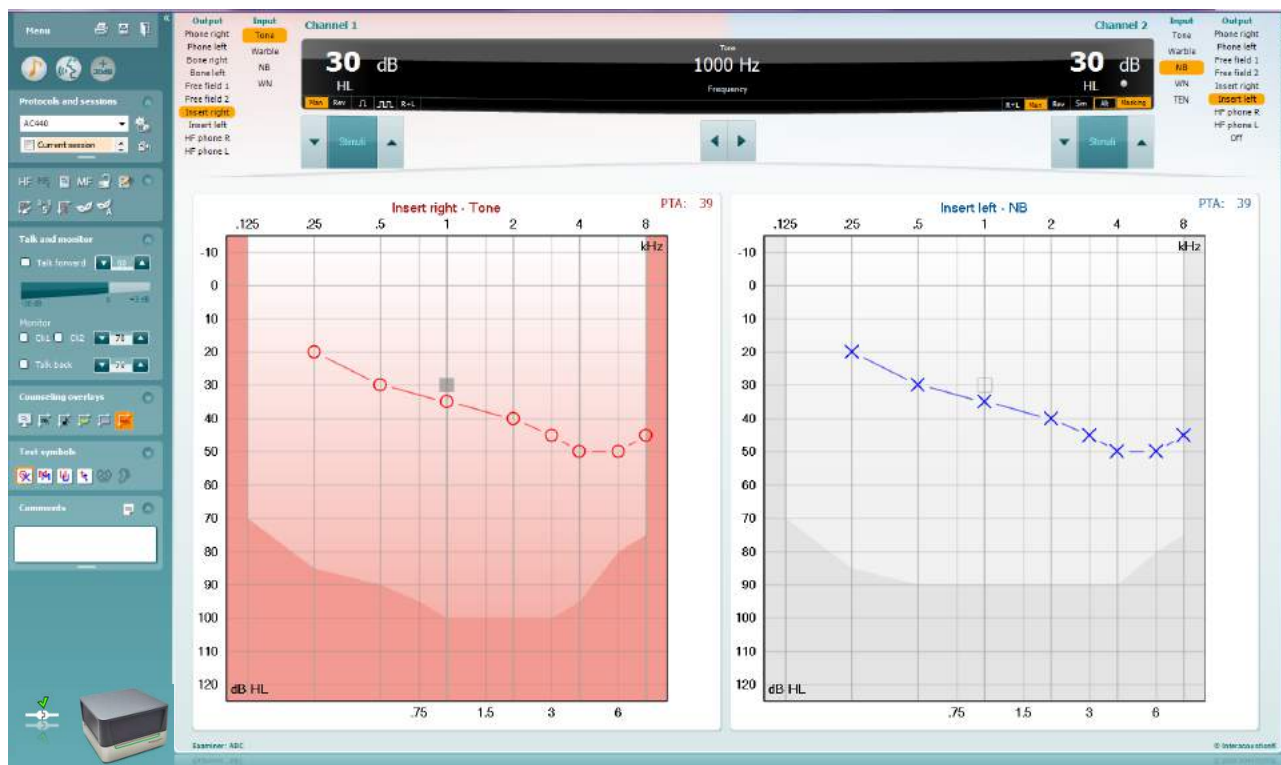 Menu
Protocols and sessions
AC440
Current session
HF
MF
Talk and monitor
Talk forward
Monitor
Ch1 Ch2 70
Talk back
Counseling overlays
Test symbols
Comments
Output
Phone right
Phone left
Bone right
Bone left
Free field 1
Free field 2
Insert right
Insert left
HF phone R
HF phone L
Input
Tone
Warble
NB
WN
Channel 1
30 dB
HL
Man Rev R+L
Tone
1000 Hz
Frequency
Channel 2
30 dB
HL
R+L Man Rev Sim Alt Masking
Stimuli
Stimuli
Input
Tone
Warble
NB
WN
TEN
Output
Phone right
Phone left
Free field 1
Free field 2
Insert right
Insert left
HF phone R
HF phone L
Off
Insert right - Tone
PTA: 39
.125 .25 .5 1 2 4 8
kHz
-10
0
10
20
30
40
50
60
70
80
90
100
110
120
dB HL
.75 1.5 3 6
Insert left - NB
PTA: 39
.125 .25 .5 1 2 4 8
kHz
-10
0
10
20
30
40
50
60
70
80
90
100
110
120
dB HL
.75 1.5 3 6
Examiner: ABC
© Interacoustics